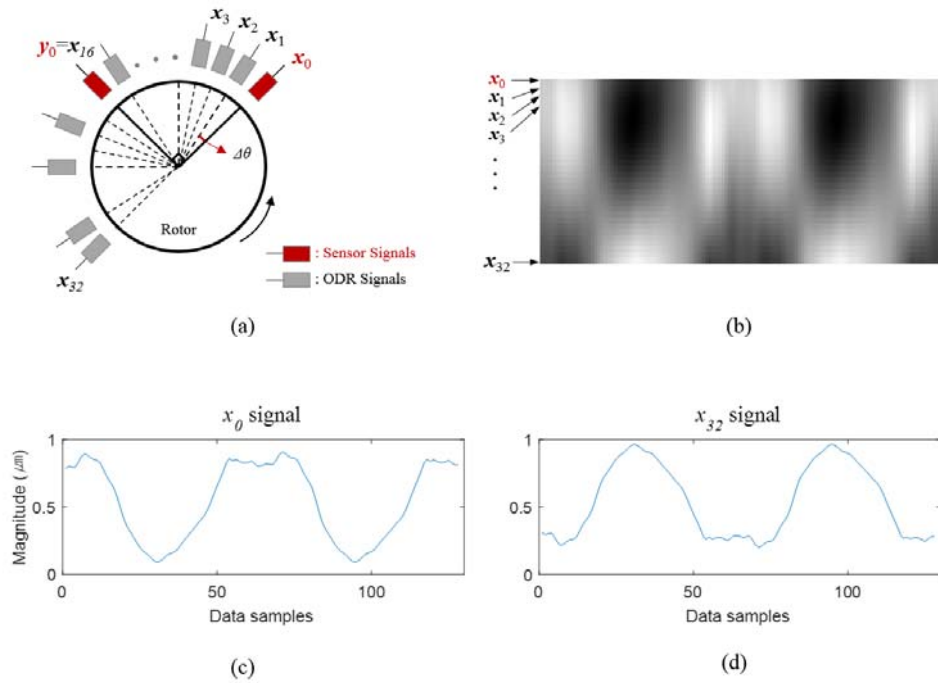 x3
x2
x1
x0
y0=x16
Δθ
Rotor
: Sensor Signals
: ODR Signals
x32
(a)
x0
x1
x2
x3
x32
(b)
x0 signal
Magnitude (㎛)
1
0.5
0
0 50 100
Data samples
(c)
x32 signal
1
0.5
0
0 50 100
Data samples
(d)